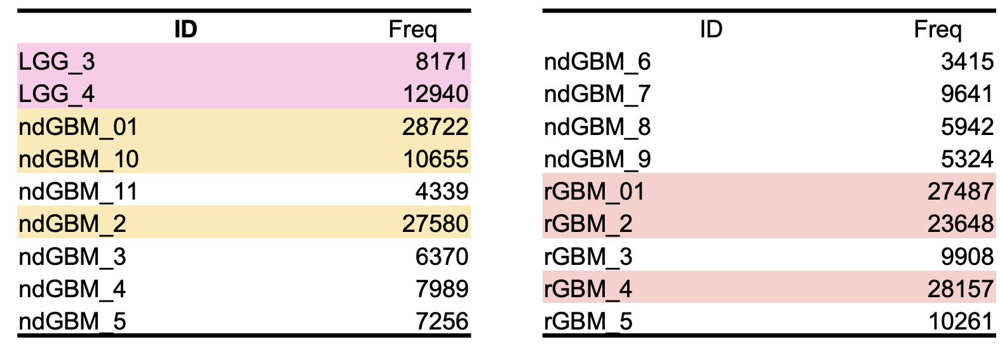 ID Freq
LGG_3 8171
LGG_4 12940
ndGBM_01 28722
ndGBM_10 10655
ndGBM_11 4339
ndGBM_2 27580
ndGBM_3 6370
ndGBM_4 7989
ndGBM_5 7256
ID Freq
ndGBM_6 3415
ndGBM_7 9641
ndGBM_8 5942
ndGBM_9 5324
rGBM_01 27487
rGBM_2 23648
rGBM_3 9908
rGBM_4 28157
rGBM_5 10261